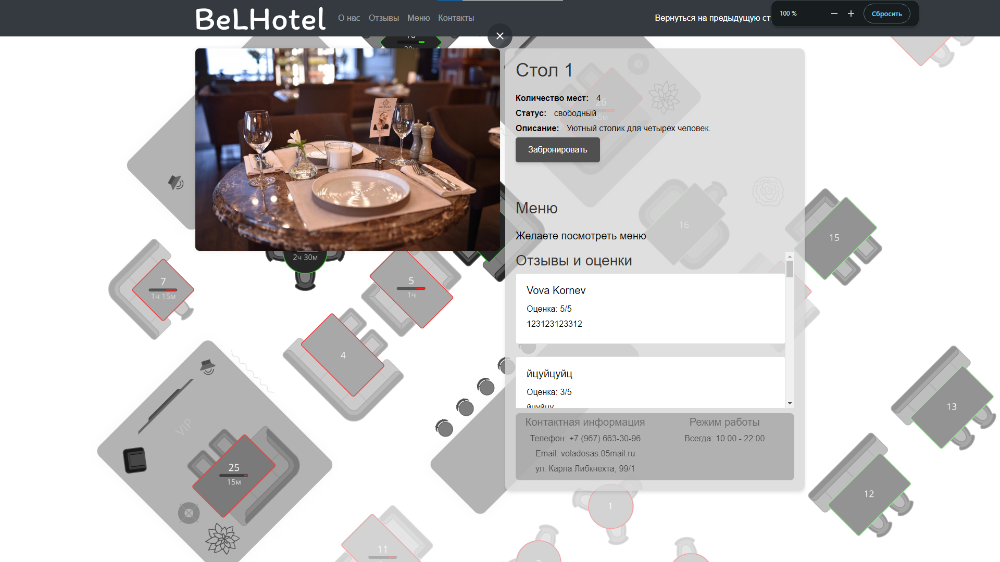 BeLHotel
О нас
Отзывы
Меню
Контакты
Вернуться на предыдущую ст
100 %
Сбросить
Стол 1
Количество мест: 4
Статус: свободный
Описание: Уютный столик для четырех человек.
Забронировать
Меню
Желаете посмотреть меню
Отзывы и оценки
Vova Kornev
Оценка: 5/5
123123123312
йцуйцуйц
Оценка: 3/5
йцуйцу
Контактная информация
Телефон: +7 (967) 663-30-96
Email: voladosas.05mail.ru
ул. Карла Либкнехта, 99/1
Режим работы
Всегда: 10:00 - 22:00
26
45м
16
15
2ч 30м
7
1ч 15м
5
1ч
4
VIP
25
15м
13
12
1
11